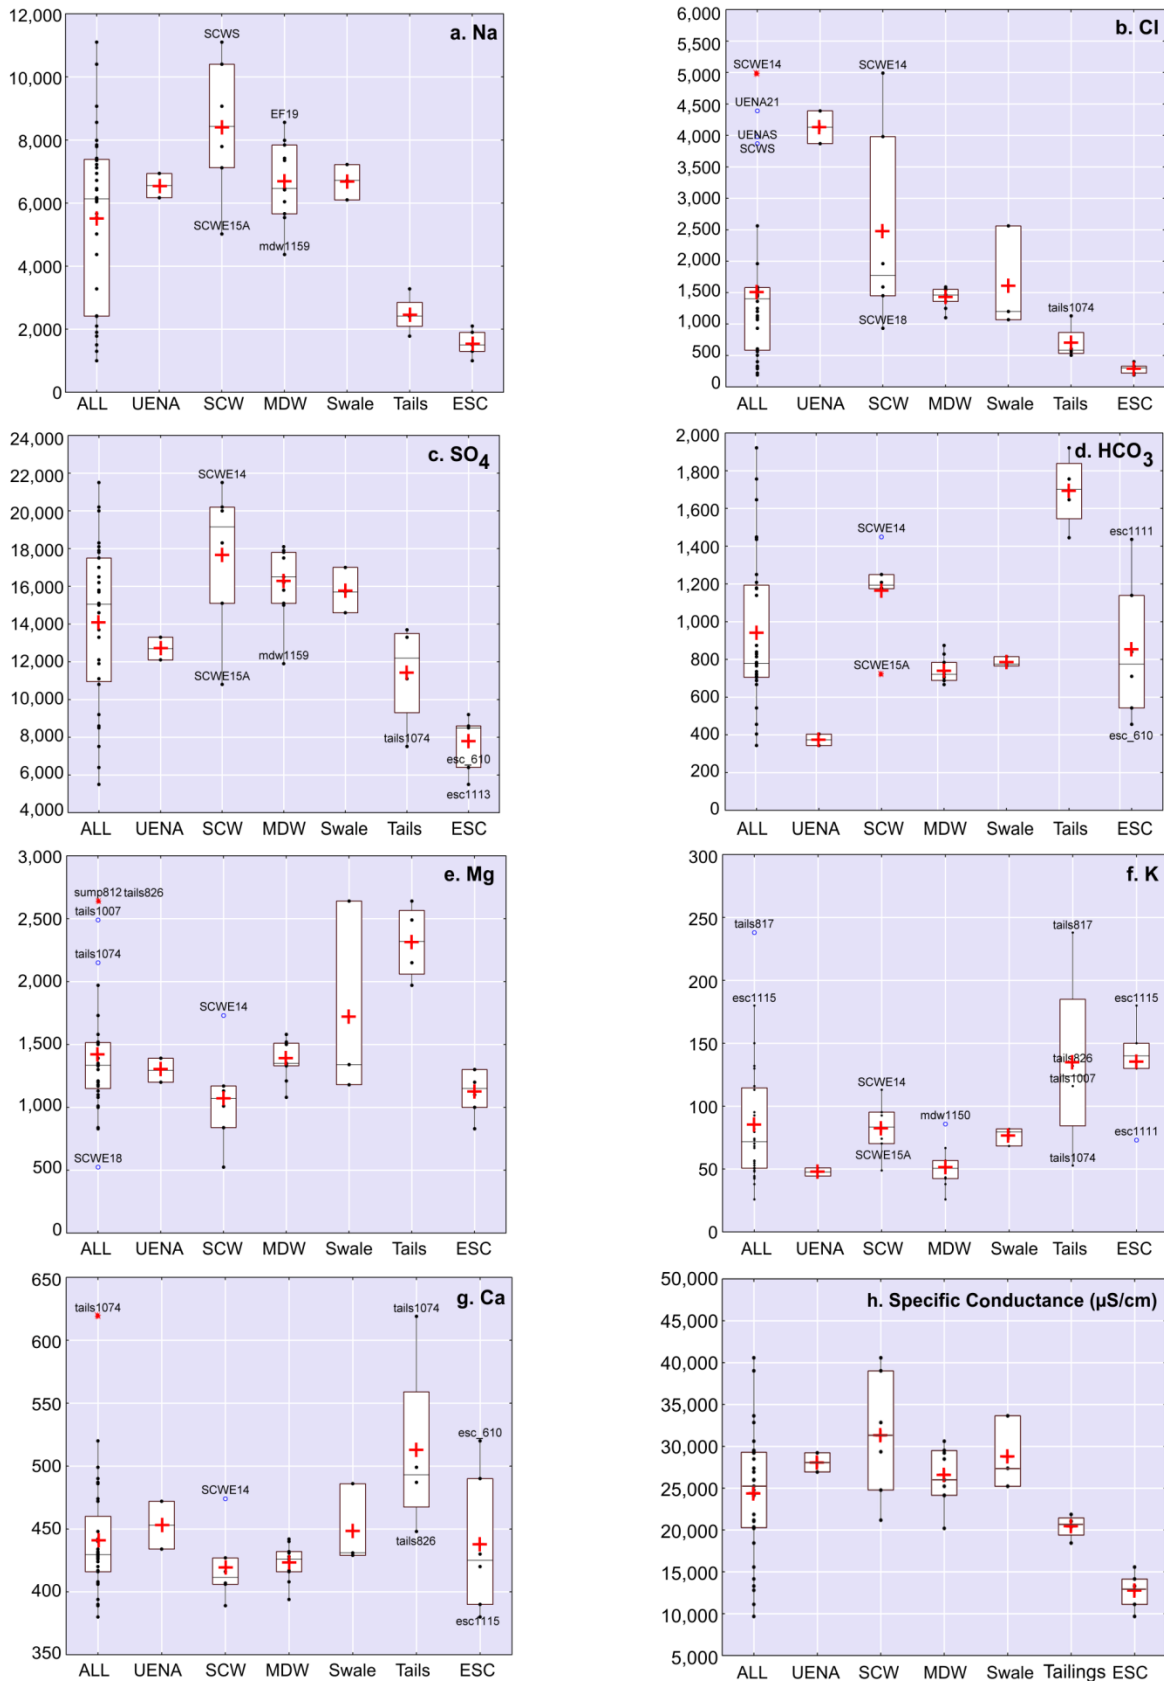 a. Na
12,000
10,000
8,000
6,000
4,000
2,000
0
SCWS
EF19
SCWE15A
mdw1159
ALL UENA SCW MDW Swale Tails ESC
b. Cl
6,000
5,500
5,000
4,500
4,000
3,500
3,000
2,500
2,000
1,500
1,000
500
0
SCWE14 SCWE14
UENA21
UENAS
SCWS
SCWE18
tails1074
ALL UENA SCW MDW Swale Tails ESC
c. SO4
24,000
22,000
20,000
18,000
16,000
14,000
12,000
10,000
8,000
6,000
4,000
SCWE14
mdw1159
SCWE15A
tails1074
esc_610
esc1113
ALL UENA SCW MDW Swale Tails ESC
d. HCO3
2,000
1,800
1,600
1,400
1,200
1,000
800
600
400
200
0
SCWE14
esc1111
SCWE15A
esc_610
ALL UENA SCW MDW Swale Tails ESC
e. Mg
3,000
2,500
2,000
1,500
1,000
500
0
sump812 tails826
tails1007
tails1074
SCWE14
SCWE18
ALL UENA SCW MDW Swale Tails ESC
f. K
300
250
200
150
100
50
0
tails817 tails817
esc1115 esc1115
SCWE14
mdw1150
SCWE15A
tails826
tails1007
tails1074
esc1111
ALL UENA SCW MDW Swale Tails ESC
g. Ca
650
600
550
500
450
400
350
tails1074 tails1074
esc_610
SCWE14
tails826
esc1115
ALL UENA SCW MDW Swale Tails ESC
h. Specific Conductance (µS/cm)
50,000
45,000
40,000
35,000
30,000
25,000
20,000
15,000
10,000
5,000
ALL UENA SCW MDW Swale Tailings ESC